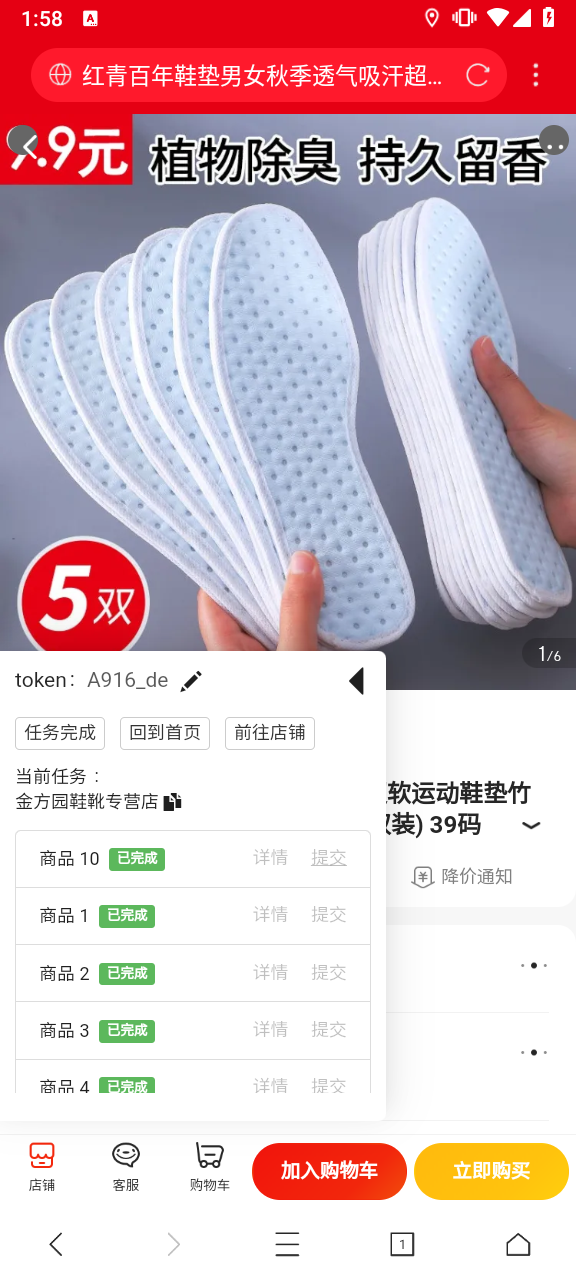 1:58
A
红青百年鞋垫男女秋季透气吸汗超...
.9元 植物除臭 持久留香
5双
1/6
token: A916_de
任务完成 回到首页 前往店铺
当前任务：
金方园鞋靴专营店
软运动鞋垫竹
装) 39码
降价通知
商品 10 已完成 详情 提交
商品 1 已完成 详情 提交
商品 2 已完成 详情 提交
商品 3 已完成 详情 提交
商品 4 已完成 详情 提交
店铺 客服 购物车 加入购物车 立即购买
1